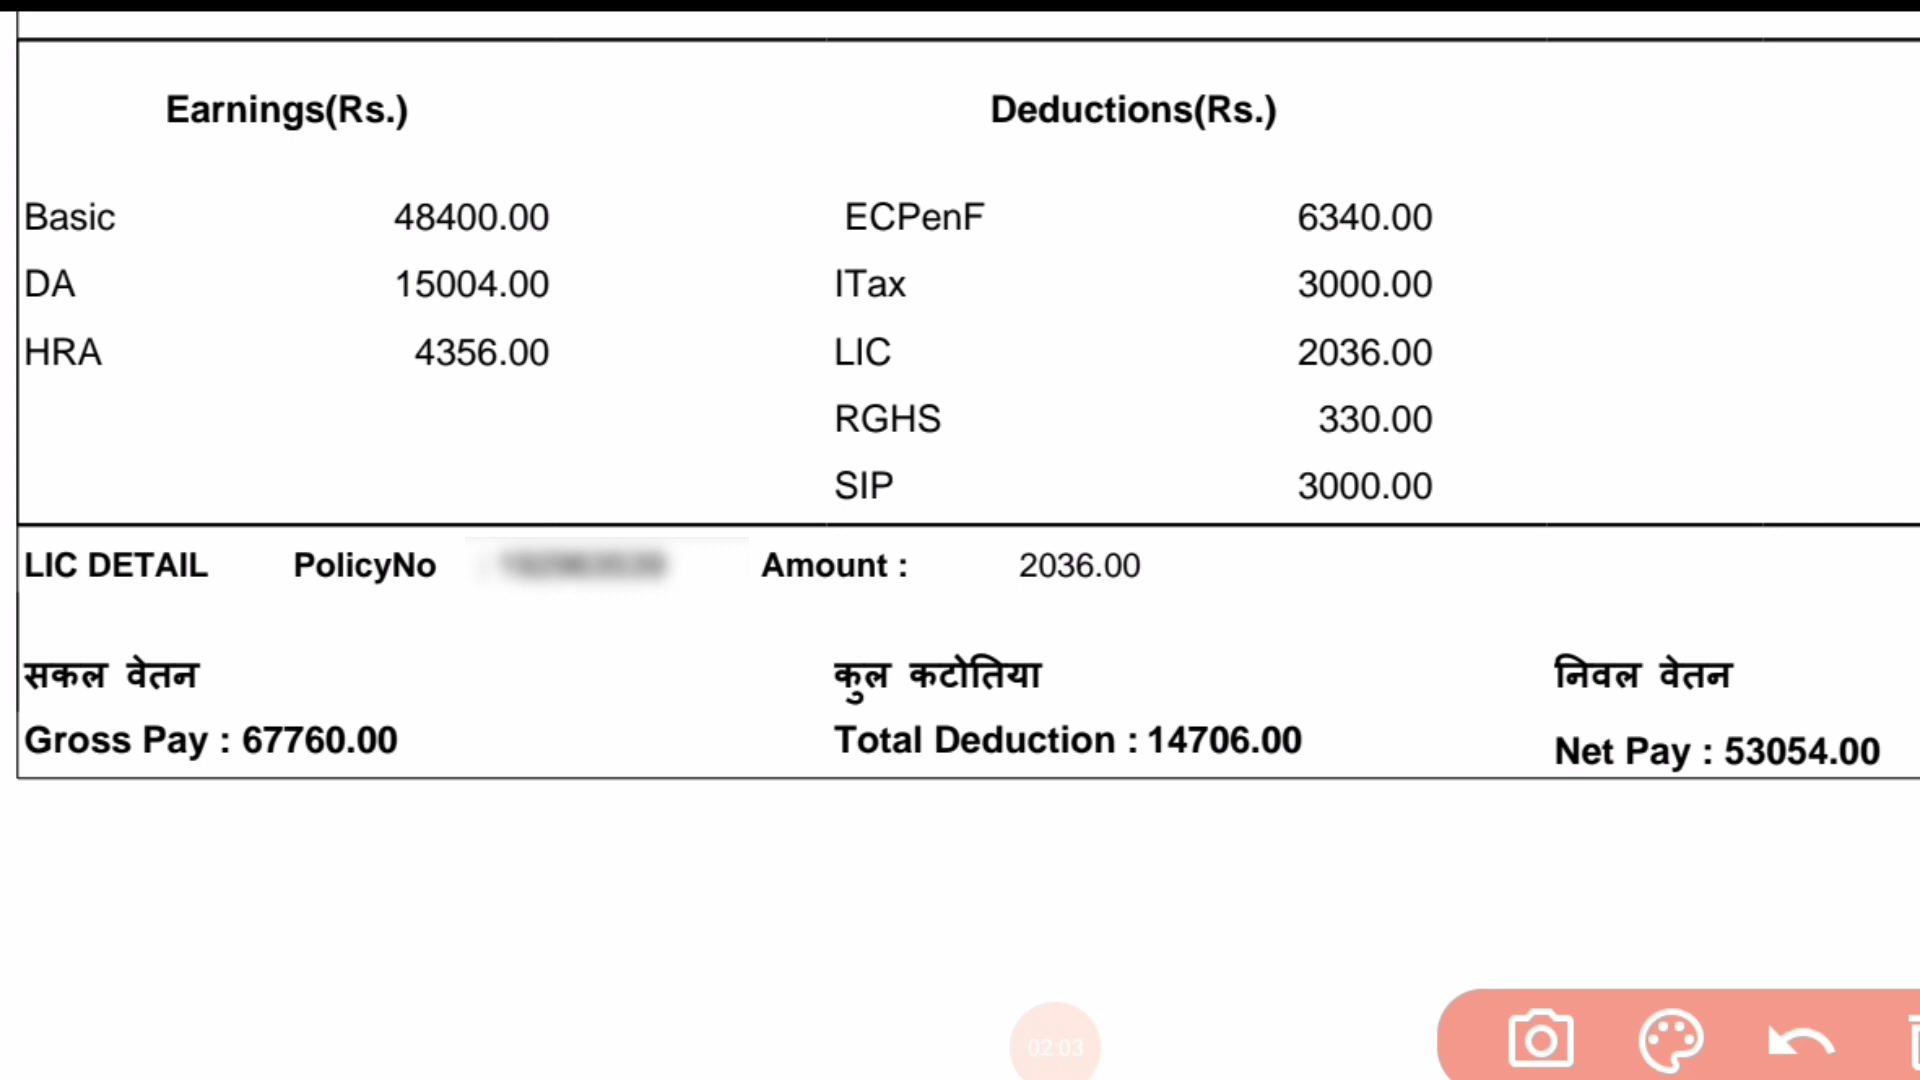 Earnings(Rs.) Deductions(Rs.)
Basic 48400.00 ECPenF 6340.00
DA 15004.00 ITax 3000.00
HRA 4356.00 LIC 2036.00
RGHS 330.00
SIP 3000.00
LIC DETAIL PolicyNo Amount : 2036.00
सकल वेतन कुल कटोतिया निवल वेतन
Gross Pay : 67760.00 Total Deduction : 14706.00 Net Pay : 53054.00
02:03